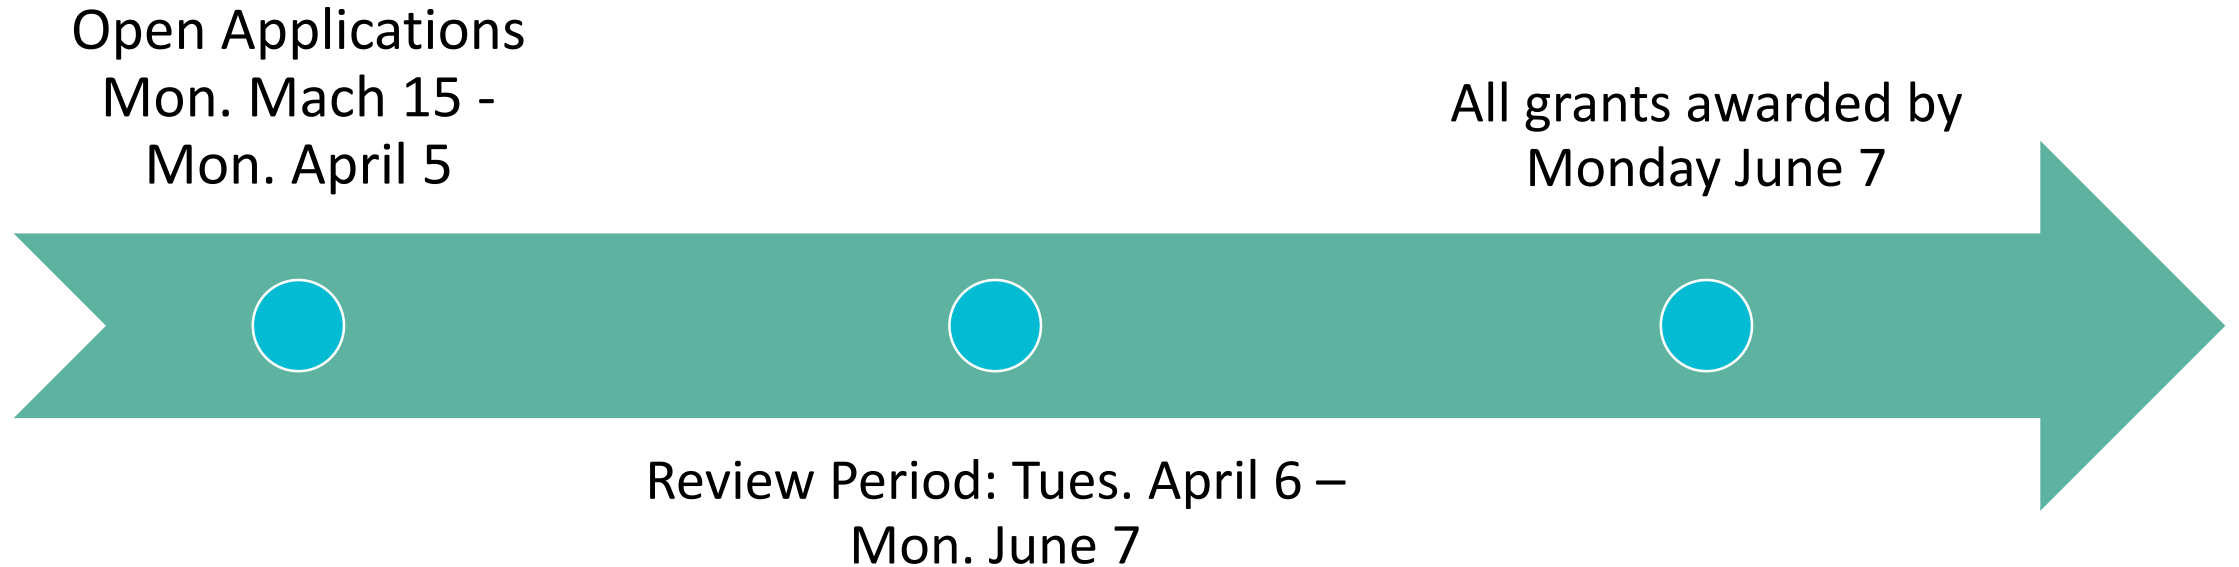 Open Applications
Mon. Mach 15 -
Mon. April 5
Review Period: Tues. April 6 –
Mon. June 7
All grants awarded by
Monday June 7